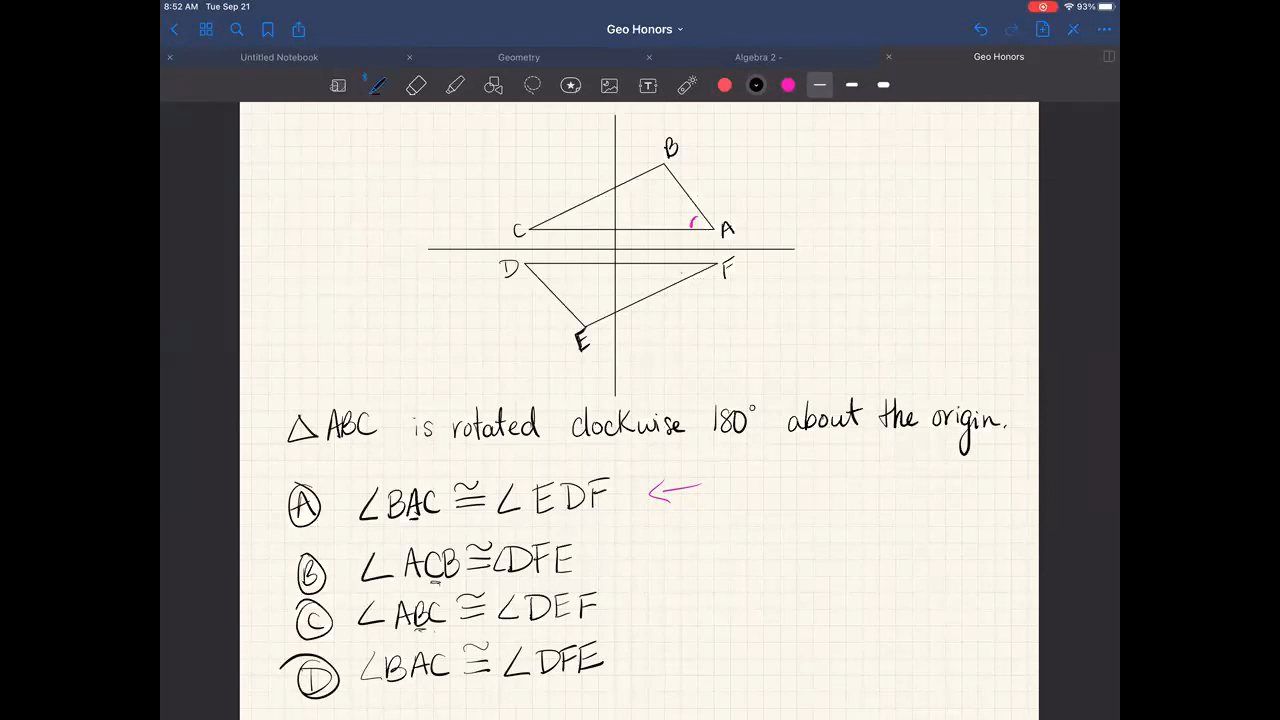 8:52 AM Tue Sep 21
93%
Geo Honors
Untitled Notebook
Geometry
Algebra 2 -
Geo Honors
B
C
A
D
F
E
△ ABC is rotated clockwise 180° about the origin.
Ⓐ ∠BAC ≅ ∠EDF
Ⓑ ∠ACB ≅ ∠DFE
Ⓒ ∠ABC ≅ ∠DEF
Ⓓ ∠BAC ≅ ∠DFE